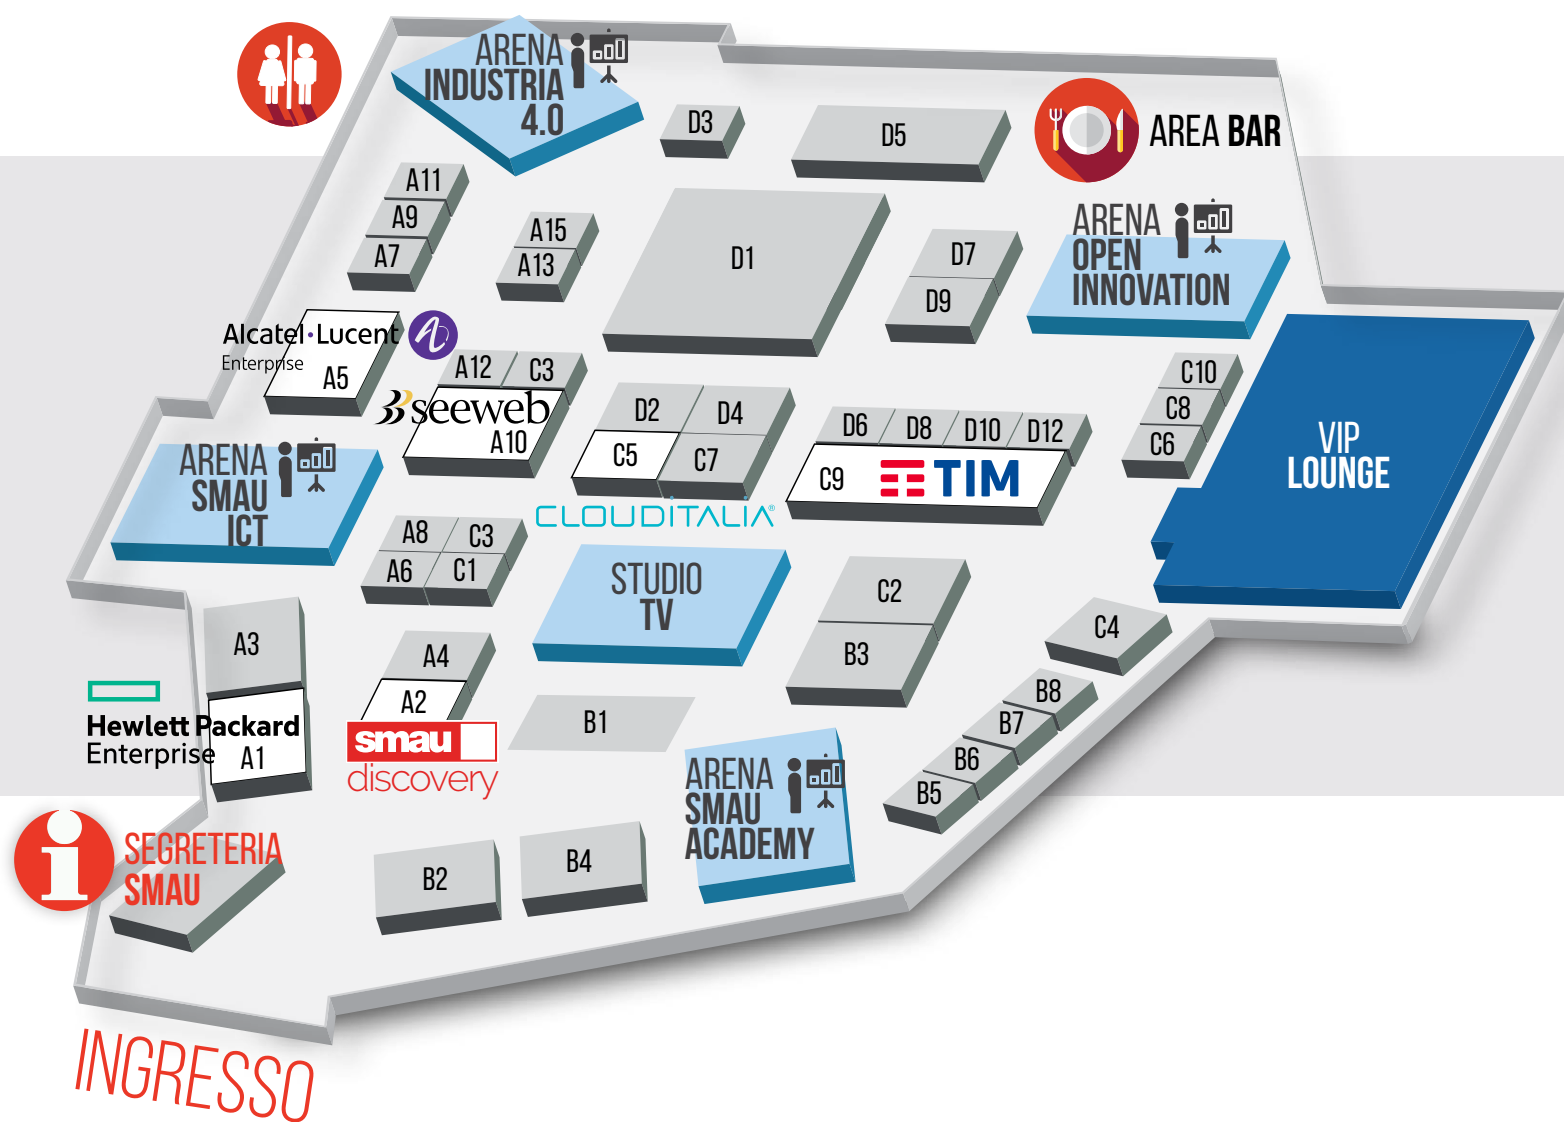 ARENA
INDUSTRIA
4.0
D3
D5
AREA BAR
A11
A9
A7
A15
A13
D1
D7
D9
ARENA
OPEN
INNOVATION
Alcatel·Lucent
Enterprise
A5
A12
C3
seeweb
A10
D2
D4
C5
C7
CLOUDITALIA®
D6
D8
D10
D12
C9
TIM
C10
C8
C6
VIP
LOUNGE
ARENA
SMAU
ICT
A8
C3
A6
C1
STUDIO
TV
C2
B3
C4
A3
Hewlett Packard
Enterprise
A1
A4
A2
smau
discovery
B1
B8
B7
B6
B5
ARENA
SMAU
ACADEMY
i
SEGRETERIA
SMAU
B2
B4
INGRESSO